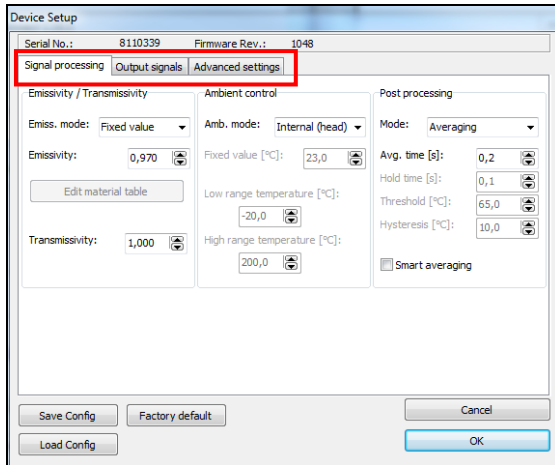 Device Setup
Serial No.: 8110339 Firmware Rev.: 1048
Signal processing Output signals Advanced settings
Emissivity / Transmissivity Ambient control Post processing
Emiss. mode: Fixed value Amb. mode: Internal (head) Mode: Averaging
Emissivity: 0,970 Fixed value [°C]: 23,0 Avg. time [s]: 0,2
Hold time [s]: 0,1
Edit material table Low range temperature [°C]: Threshold [°C]: 65,0
-20,0 Hysteresis [°C]: 10,0
Transmissivity: 1,000 High range temperature [°C]:
200,0 Smart averaging
Save Config Factory default Cancel
Load Config OK